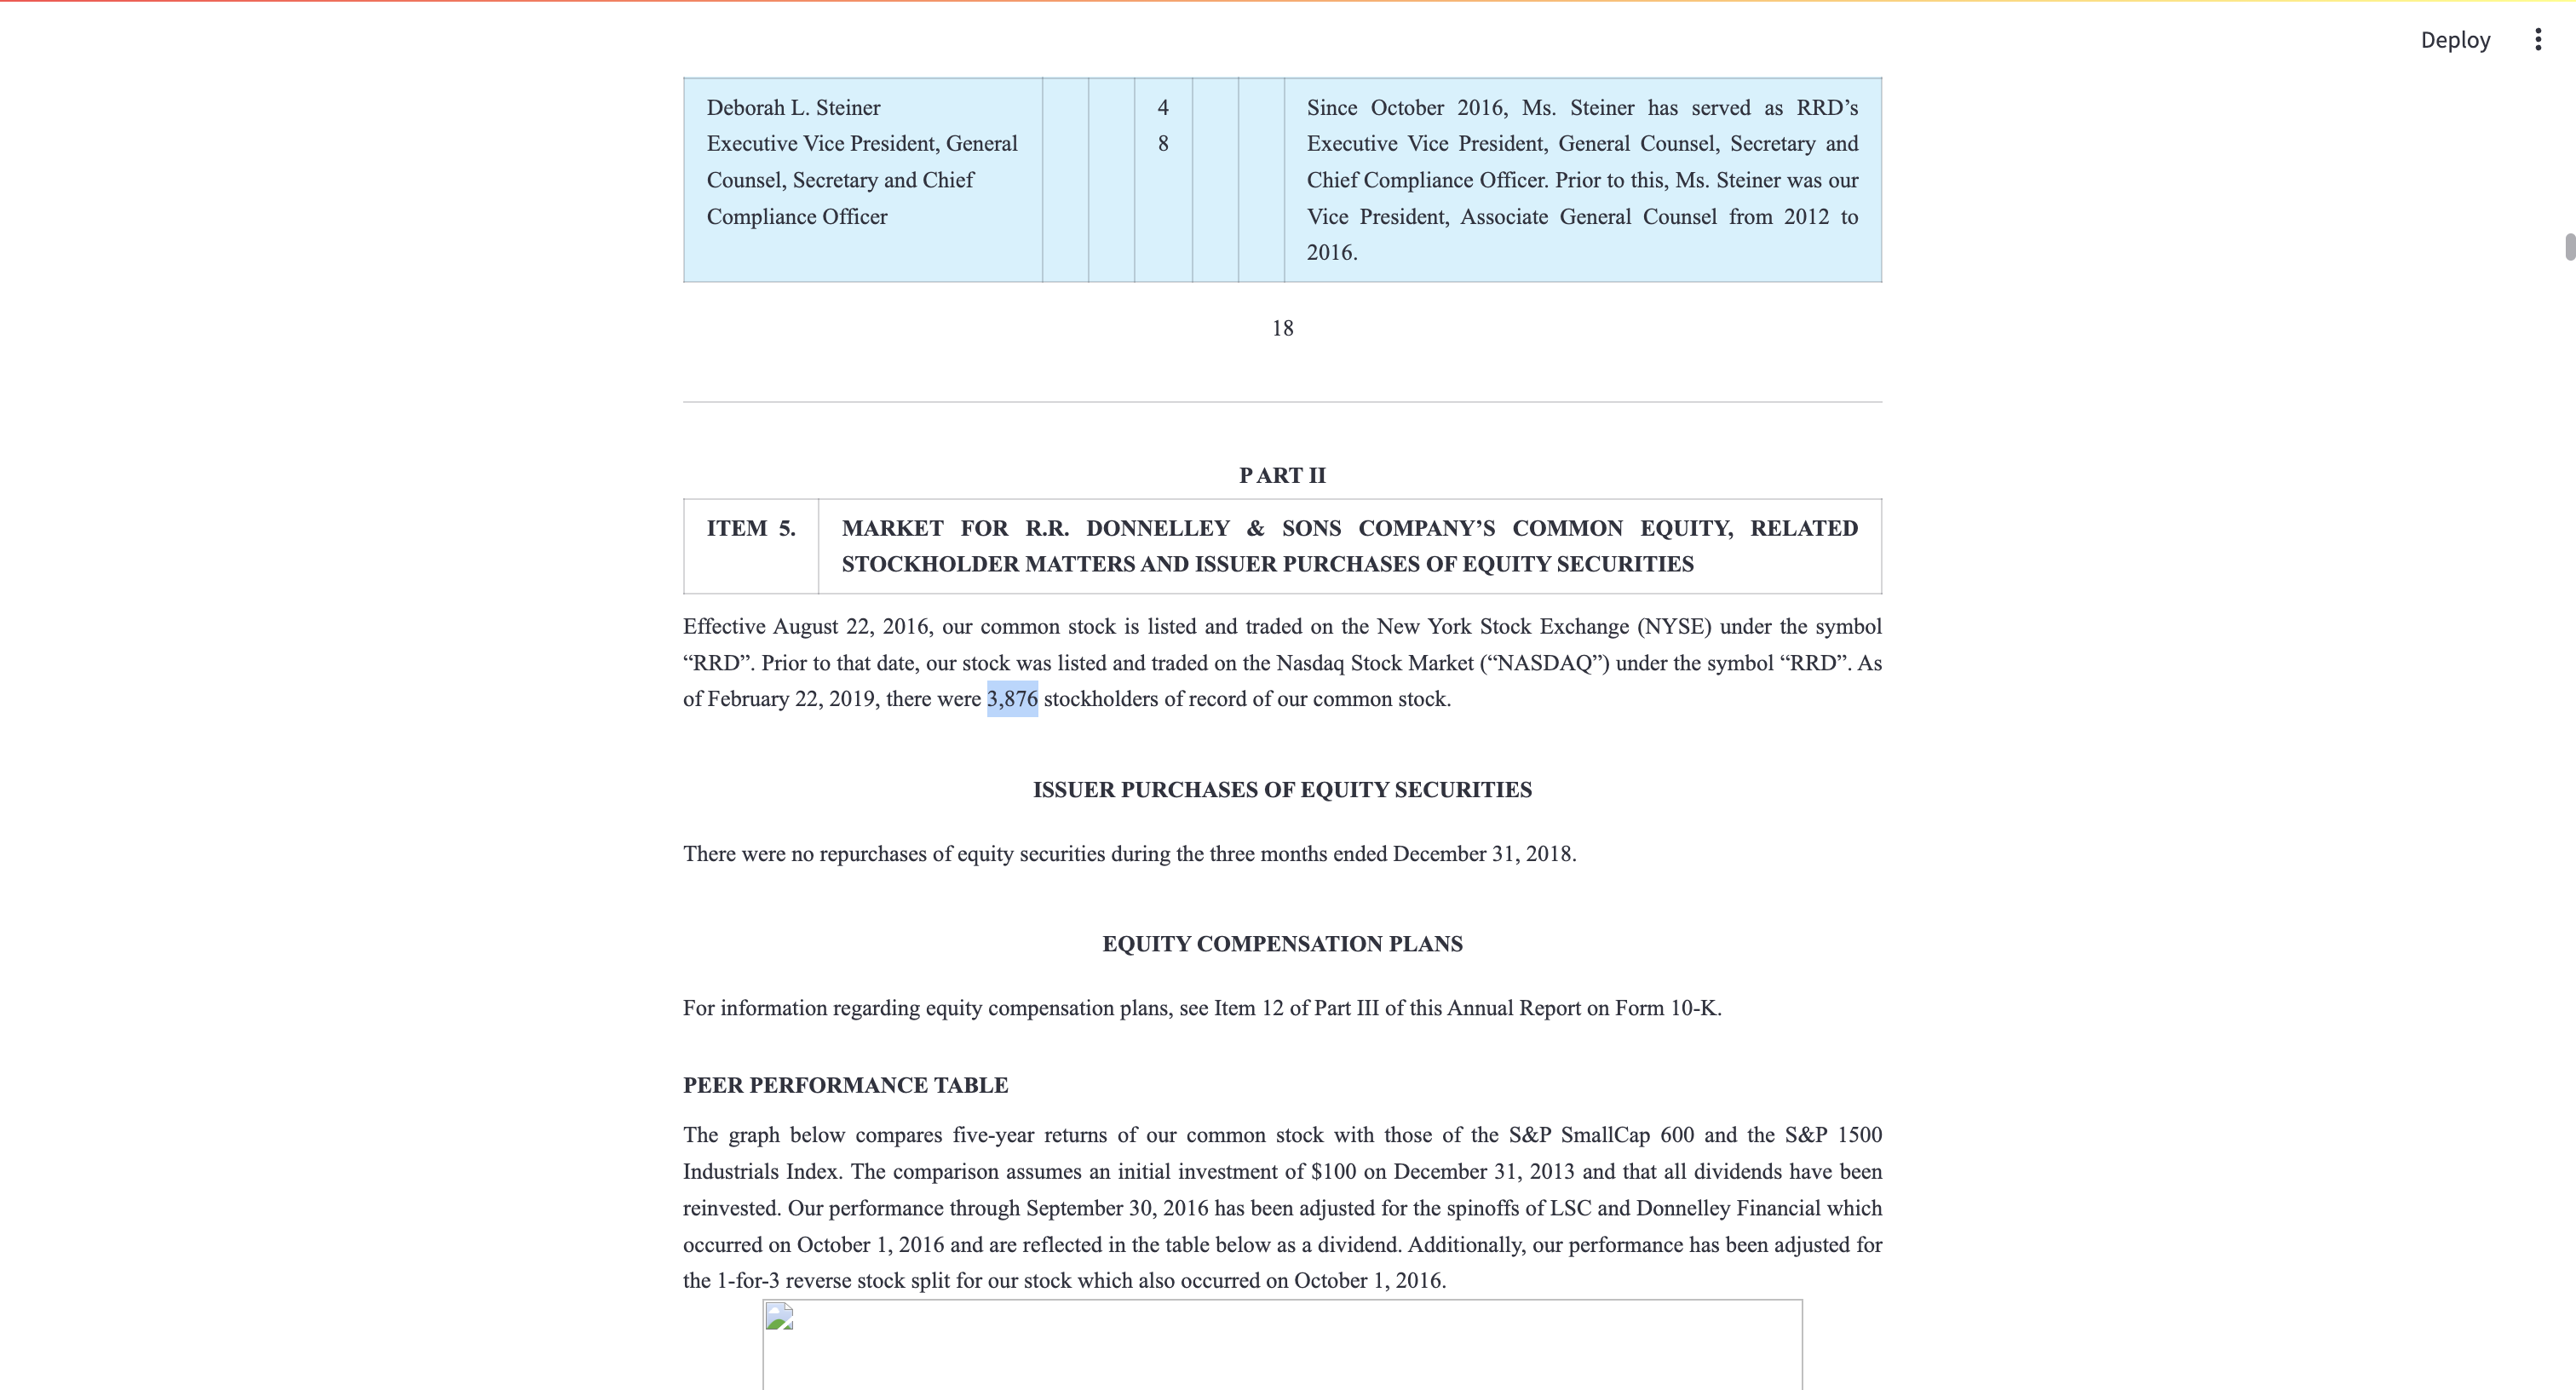 Deploy
Deborah L. Steiner
Executive Vice President, General
Counsel, Secretary and Chief
Compliance Officer
4
8
Since October 2016, Ms. Steiner has served as RRD’s
Executive Vice President, General Counsel, Secretary and
Chief Compliance Officer. Prior to this, Ms. Steiner was our
Vice President, Associate General Counsel from 2012 to
2016.
18
P ART II
ITEM 5.
MARKET FOR R.R. DONNELLEY & SONS COMPANY’S COMMON EQUITY, RELATED
STOCKHOLDER MATTERS AND ISSUER PURCHASES OF EQUITY SECURITIES
Effective August 22, 2016, our common stock is listed and traded on the New York Stock Exchange (NYSE) under the symbol
“RRD”. Prior to that date, our stock was listed and traded on the Nasdaq Stock Market (“NASDAQ”) under the symbol “RRD”. As
of February 22, 2019, there were 3,876 stockholders of record of our common stock.
ISSUER PURCHASES OF EQUITY SECURITIES
There were no repurchases of equity securities during the three months ended December 31, 2018.
EQUITY COMPENSATION PLANS
For information regarding equity compensation plans, see Item 12 of Part III of this Annual Report on Form 10-K.
PEER PERFORMANCE TABLE
The graph below compares five-year returns of our common stock with those of the S&P SmallCap 600 and the S&P 1500
Industrials Index. The comparison assumes an initial investment of $100 on December 31, 2013 and that all dividends have been
reinvested. Our performance through September 30, 2016 has been adjusted for the spinoffs of LSC and Donnelley Financial which
occurred on October 1, 2016 and are reflected in the table below as a dividend. Additionally, our performance has been adjusted for
the 1-for-3 reverse stock split for our stock which also occurred on October 1, 2016.